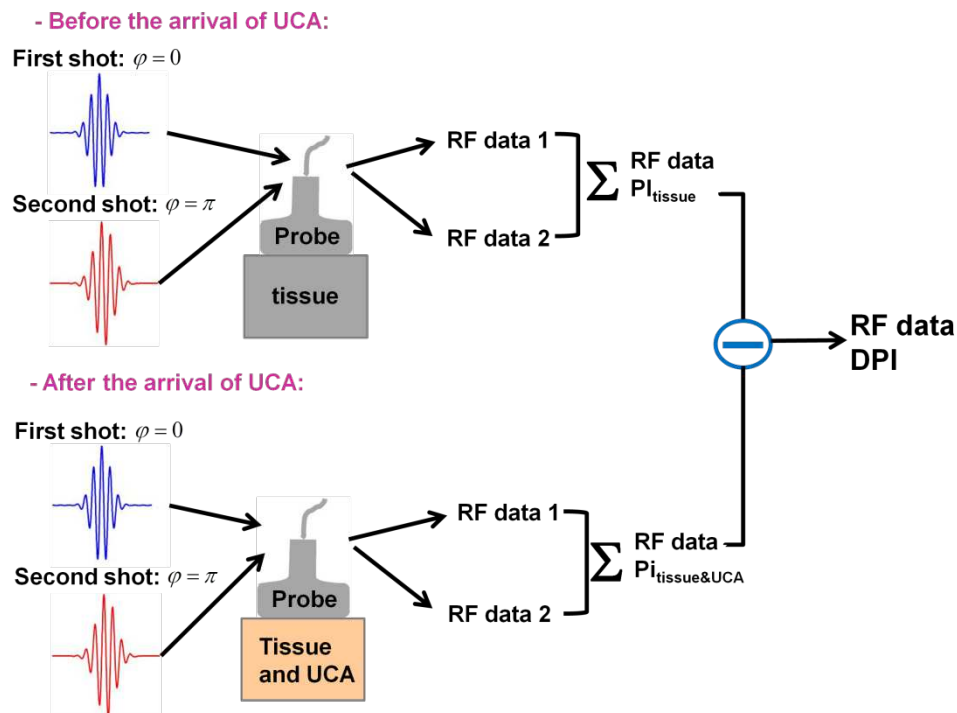 - Before the arrival of UCA:
First shot: φ = 0
Second shot: φ = π
Probe
tissue
RF data 1
RF data 2
∑ RF data
PItissue
- After the arrival of UCA:
First shot: φ = 0
Second shot: φ = π
Probe
Tissue
and UCA
RF data 1
RF data 2
∑ RF data
Pitissue&UCA
RF data
DPI